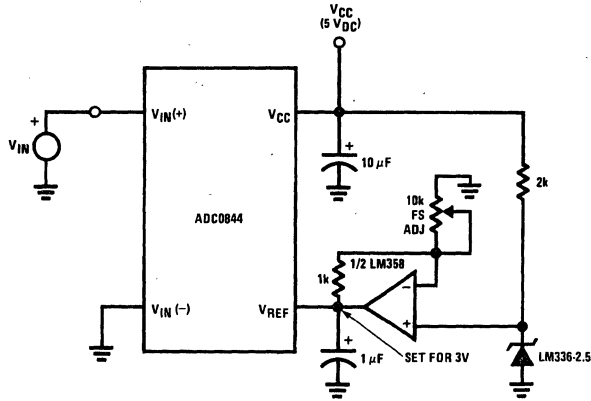 VCC
(5 VDC)
VIN(+)
VCC
+
VIN
+
10 μF
2k
ADC0844
10k
FS
ADJ
1/2 LM358
1k
−
VIN(−)
VREF
+
+
1 μF
SET FOR 3V
LM336-2.5